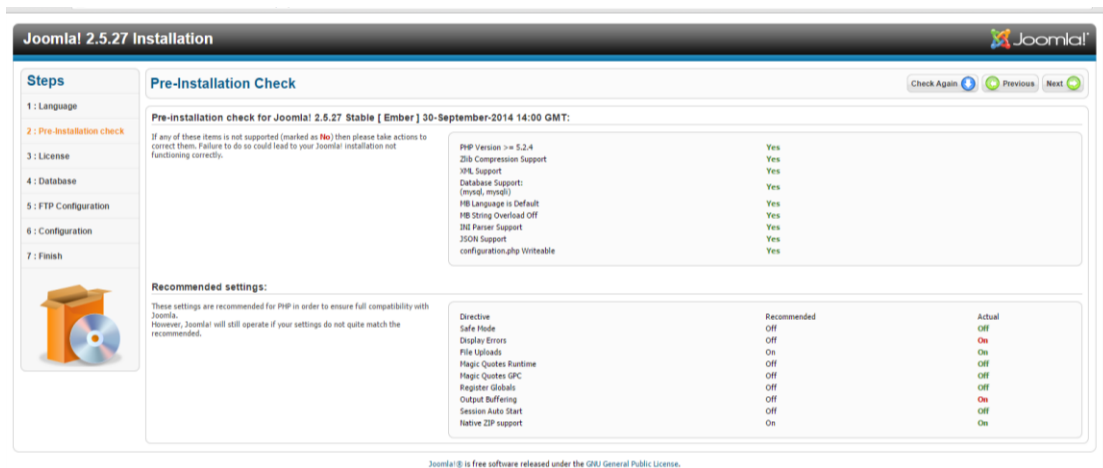 Joomla! 2.5.27 Installation
Joomla!
Steps
1 : Language
2 : Pre-Installation check
3 : License
4 : Database
5 : FTP Configuration
6 : Configuration
7 : Finish
Pre-Installation Check
Check Again Previous Next
Pre-installation check for Joomla! 2.5.27 Stable [ Ember ] 30-September-2014 14:00 GMT:
If any of these items is not supported (marked as No) then please take actions to
correct them. Failure to do so could lead to your Joomla! installation not
functioning correctly.
PHP Version >= 5.2.4 Yes
Zlib Compression Support Yes
XML Support Yes
Database Support:
(mysql, mysqli) Yes
MB Language is Default Yes
MB String Overload Off Yes
INI Parser Support Yes
JSON Support Yes
configuration.php Writeable Yes
Recommended settings:
These settings are recommended for PHP in order to ensure full compatibility with
Joomla.
However, Joomla! will still operate if your settings do not quite match the
recommended.
Directive Recommended Actual
Safe Mode Off Off
Display Errors Off On
File Uploads On On
Magic Quotes Runtime Off Off
Magic Quotes GPC Off Off
Register Globals Off Off
Output Buffering Off On
Session Auto Start Off Off
Native ZIP support On On
Joomla!® is free software released under the GNU General Public License.